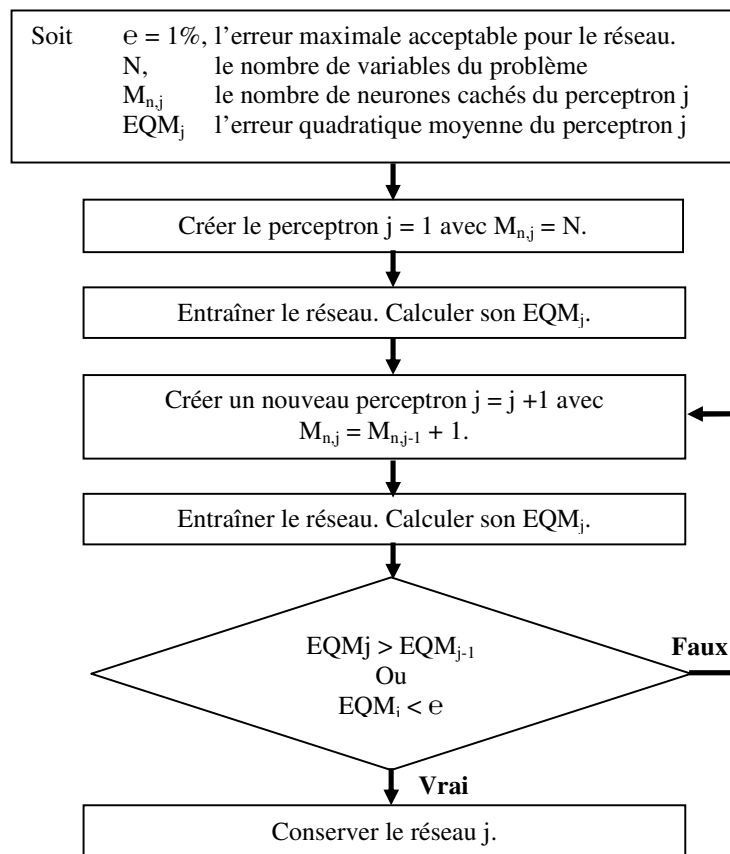 Soit e = 1%, l'erreur maximale acceptable pour le réseau.
N, le nombre de variables du problème
Mn,j le nombre de neurones cachés du perceptron j
EQMj l'erreur quadratique moyenne du perceptron j
Créer le perceptron j = 1 avec Mn,j = N.
Entraîner le réseau. Calculer son EQMj.
Créer un nouveau perceptron j = j +1 avec
Mn,j = Mn,j-1 + 1.
Entraîner le réseau. Calculer son EQMj.
EQMj > EQMj-1
Ou
EQMj < e
Faux
Vrai
Conserver le réseau j.